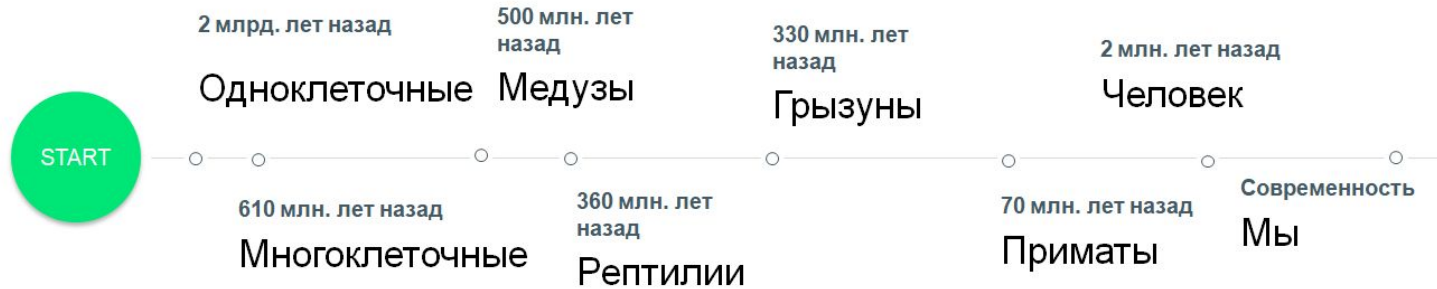 START
2 млрд. лет назад
Одноклеточные
610 млн. лет назад
Многоклеточные
500 млн. лет
назад
Медузы
360 млн. лет
назад
Рептилии
330 млн. лет
назад
Грызуны
70 млн. лет назад
Приматы
2 млн. лет назад
Человек
Современность
Мы